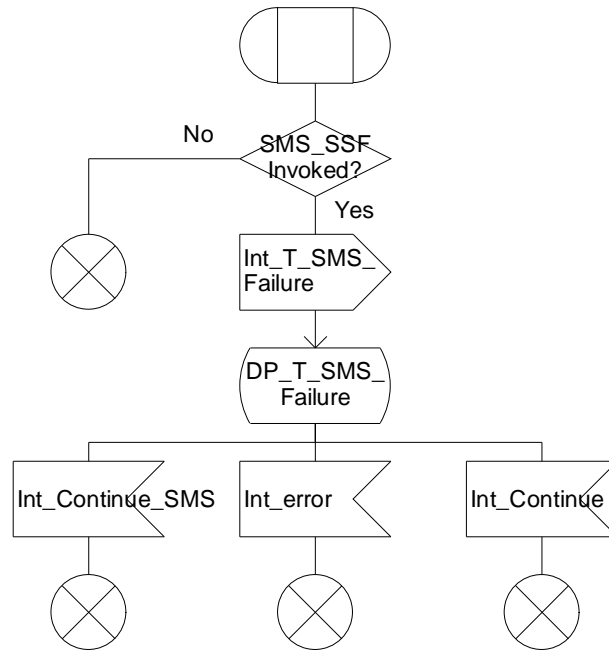 No
SMS_SSF
Invoked?
Yes
Int_T_SMS_
Failure
DP_T_SMS_
Failure
Int_Continue_SMS
Int_error
Int_Continue